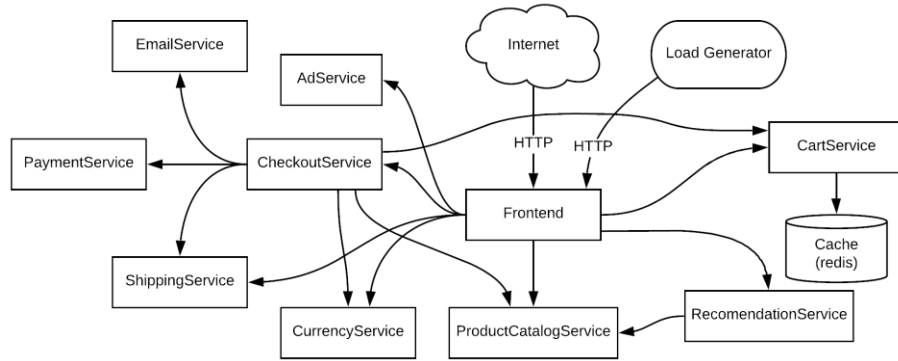 EmailService
Internet
Load Generator
AdService
HTTP
HTTP
CartService
PaymentService
CheckoutService
Frontend
Cache
(redis)
ShippingService
RecomendationService
CurrencyService
ProductCatalogService